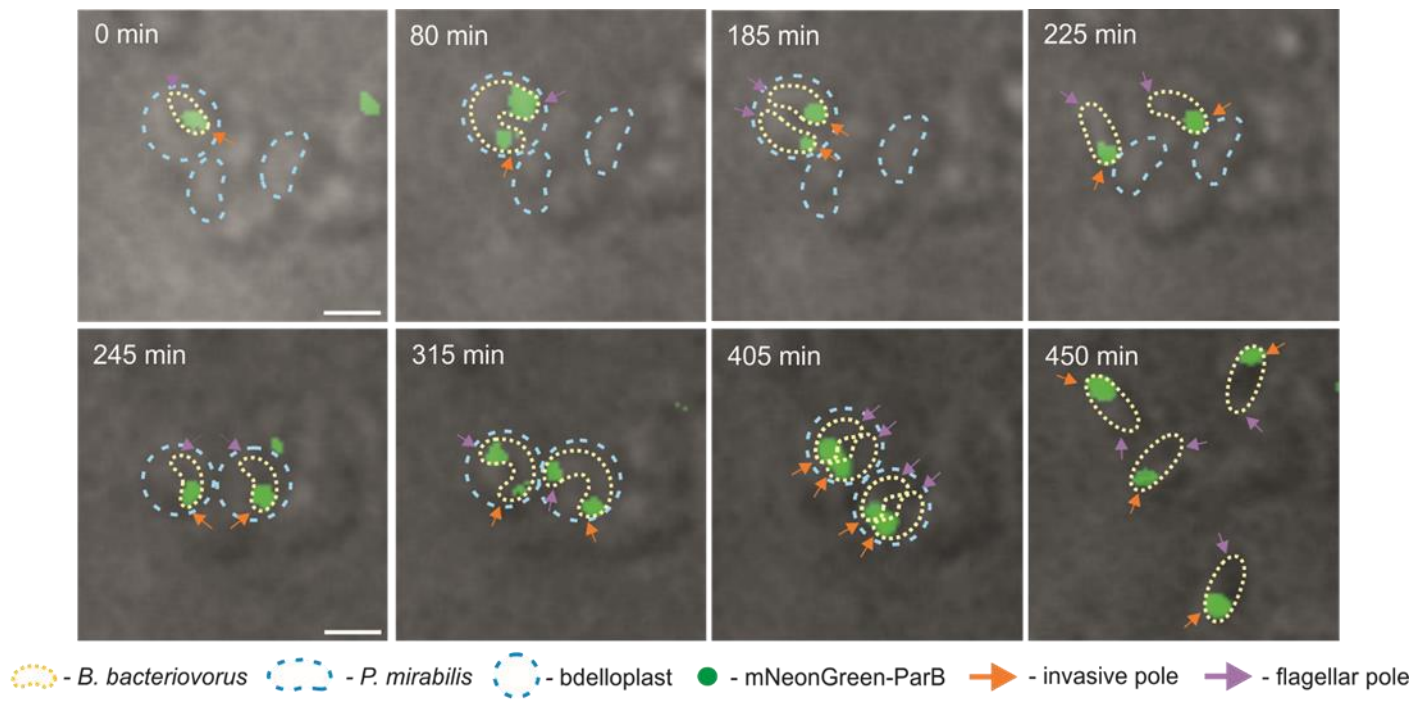 0 min
80 min
185 min
225 min
245 min
315 min
405 min
450 min
- B. bacteriovorus - P. mirabilis - bdelloplast - mNeonGreen-ParB - invasive pole - flagellar pole